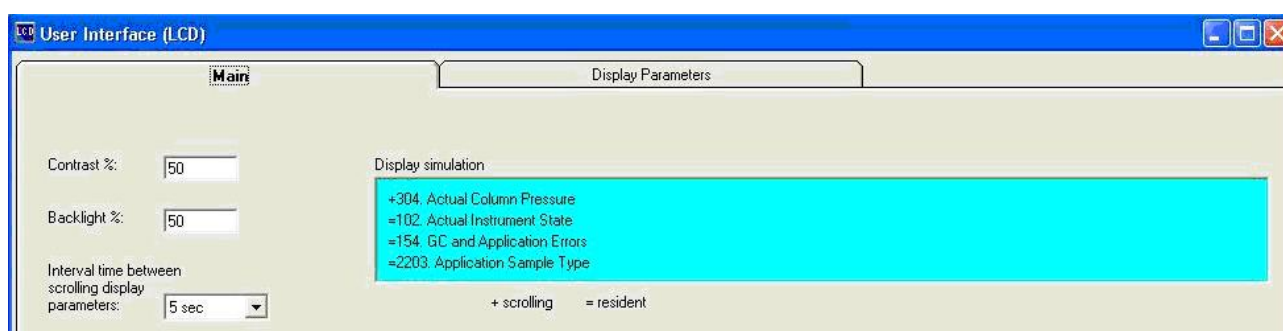 LCD User Interface (LCD)
Main Display Parameters
Contrast %: 50
Backlight %: 50
Interval time between
scrolling display
parameters: 5 sec
Display simulation
+304. Actual Column Pressure
=102. Actual Instrument State
=154. GC and Application Errors
=2203. Application Sample Type
+ scrolling = resident